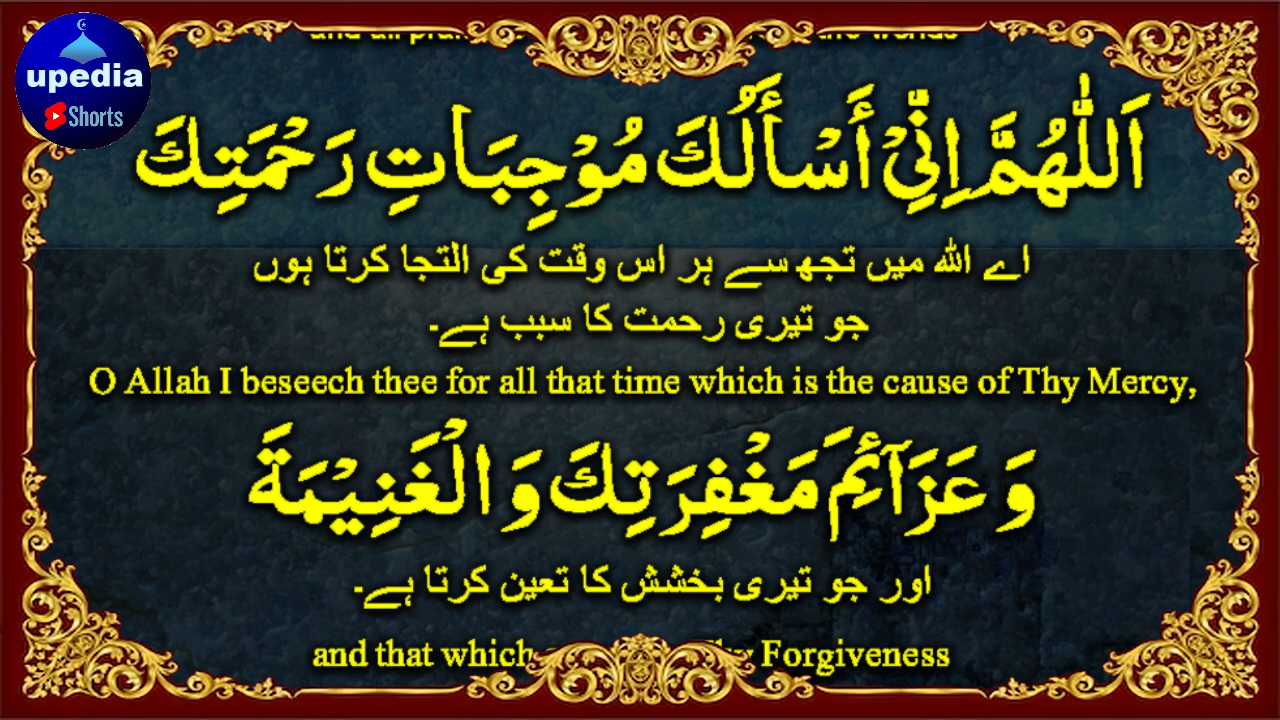 upedia
Shorts
اَللّٰهُمَّ اِنِّیْ أَسْأَلُكَ مُوْجِبَاتِ رَحْمَتِكَ
اے اللہ میں تجھ سے ہر اس وقت کی التجا کرتا ہوں
جو تیری رحمت کا سبب ہے۔
O Allah I beseech thee for all that time which is the cause of Thy Mercy,
وَ عَزَآئِمَ مَغْفِرَتِكَ وَ الْغَنِيْمَةَ
اور جو تیری بخشش کا تعین کرتا ہے۔
and that which Forgiveness